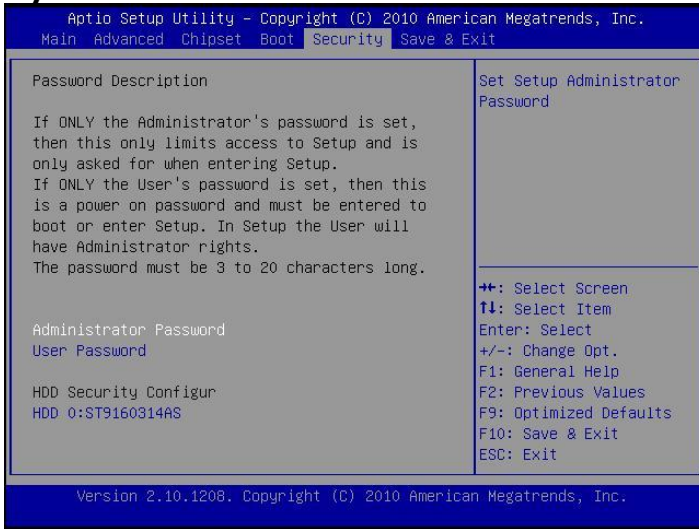 Aptio Setup Utility – Copyright (C) 2010 American Megatrends, Inc.
Main Advanced Chipset Boot Security Save & Exit
Password Description
If ONLY the Administrator's password is set,
then this only limits access to Setup and is
only asked for when entering Setup.
If ONLY the User's password is set, then this
is a power on password and must be entered to
boot or enter Setup. In Setup the User will
have Administrator rights.
The password must be 3 to 20 characters long.
Administrator Password
User Password
HDD Security Configur
HDD 0:ST9160314AS
Set Setup Administrator
Password
→←: Select Screen
↑↓: Select Item
Enter: Select
+/-: Change Opt.
F1: General Help
F2: Previous Values
F9: Optimized Defaults
F10: Save & Exit
ESC: Exit
Version 2.10.1208. Copyright (C) 2010 American Megatrends, Inc.